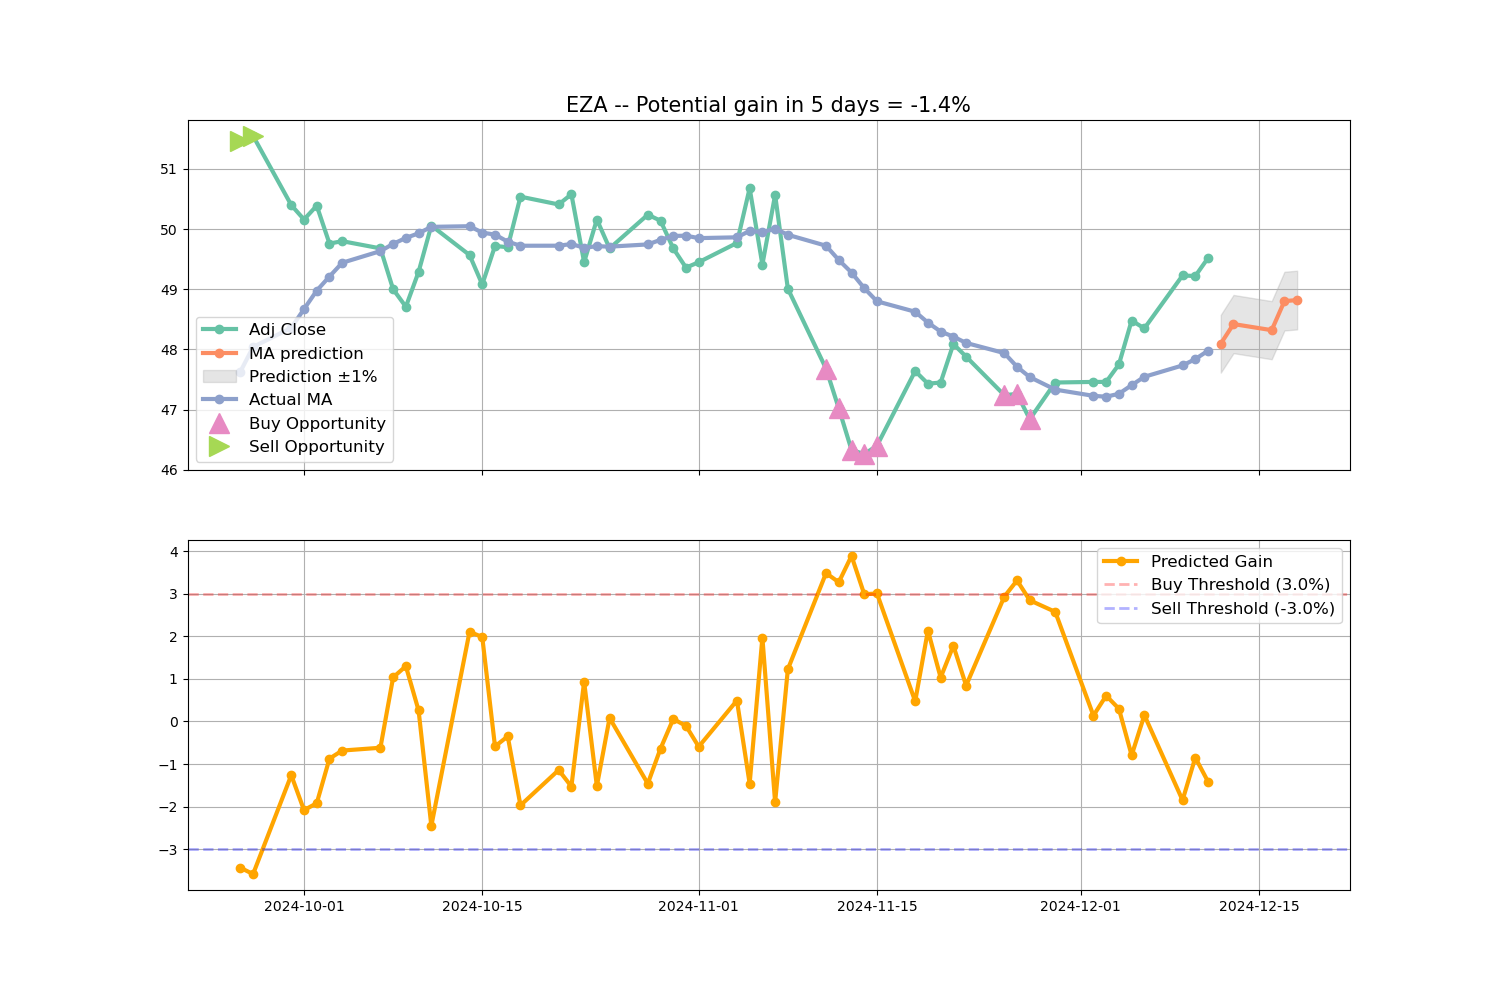 EZA -- Potential gain in 5 days = -1.4%
51
50
49
48
47
46
Adj Close
MA prediction
Prediction ±1%
Actual MA
Buy Opportunity
Sell Opportunity
4
3
2
1
0
−1
−2
−3
Predicted Gain
Buy Threshold (3.0%)
Sell Threshold (-3.0%)
2024-10-01
2024-10-15
2024-11-01
2024-11-15
2024-12-01
2024-12-15